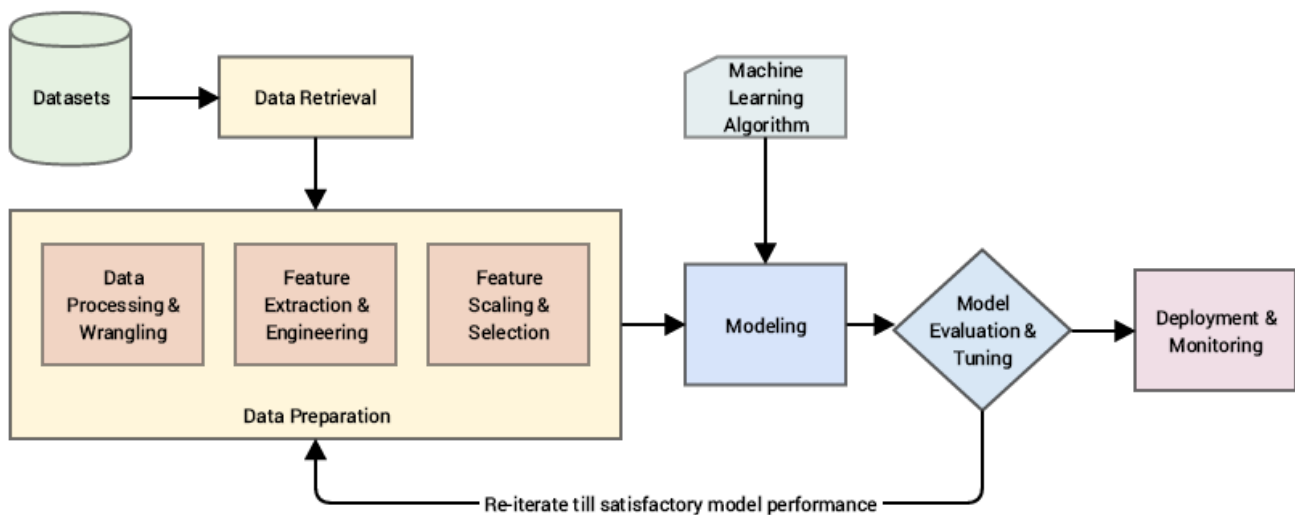 Datasets
Data Retrieval
Machine
Learning
Algorithm
Data
Processing &
Wrangling
Feature
Extraction &
Engineering
Feature
Scaling &
Selection
Data Preparation
Modeling
Model
Evaluation &
Tuning
Deployment &
Monitoring
Re-iterate till satisfactory model performance